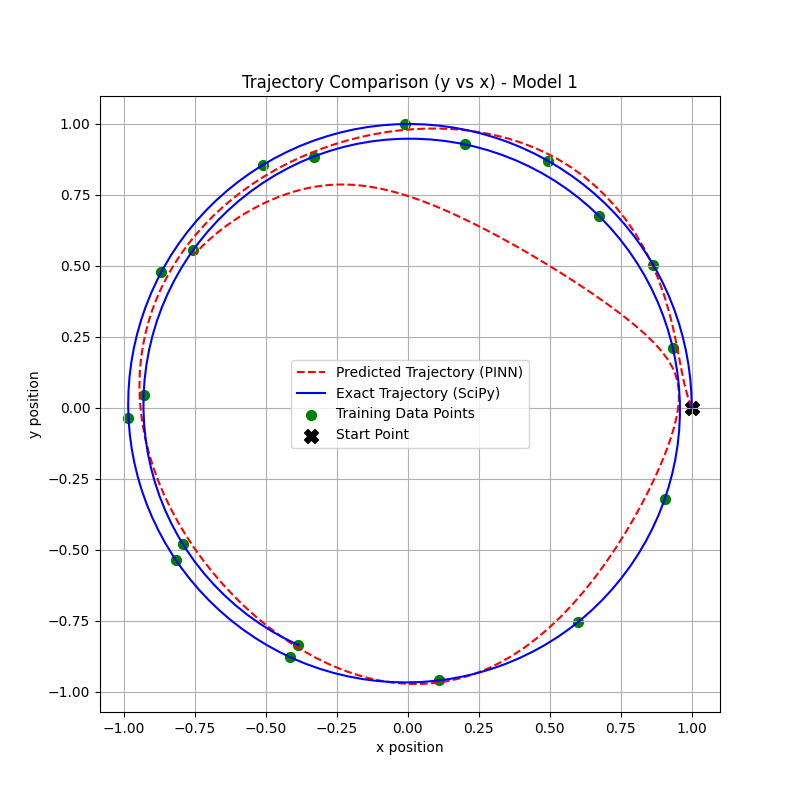 Trajectory Comparison (y vs x) - Model 1
1.00
0.75
0.50
0.25
0.00
−0.25
−0.50
−0.75
−1.00
y position
Predicted Trajectory (PINN)
Exact Trajectory (SciPy)
Training Data Points
Start Point
−1.00 −0.75 −0.50 −0.25 0.00 0.25 0.50 0.75 1.00
x position